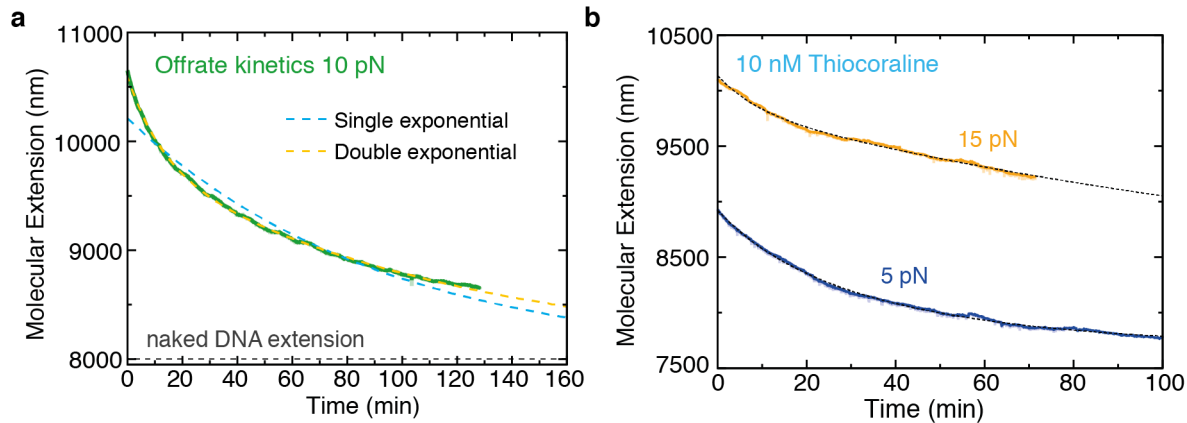 a
11000
10000
9000
8000
Molecular Extension (nm)
Offrate kinetics 10 pN
Single exponential
Double exponential
naked DNA extension
0 20 40 60 80 100 120 140 160
Time (min)
b
10500
9500
8500
7500
Molecular Extension (nm)
10 nM Thiocoraline
15 pN
5 pN
0 20 40 60 80 100
Time (min)